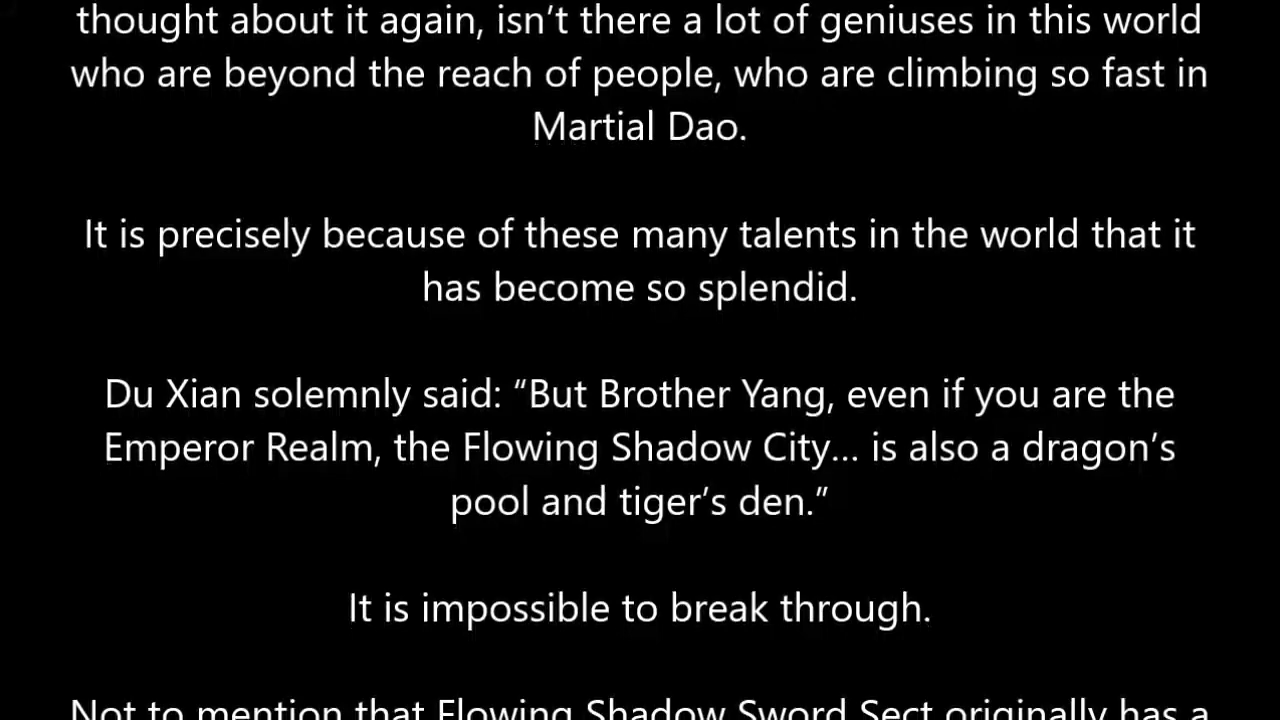 thought about it again, isn’t there a lot of geniuses in this world
who are beyond the reach of people, who are climbing so fast in
Martial Dao.
It is precisely because of these many talents in the world that it
has become so splendid.
Du Xian solemnly said: “But Brother Yang, even if you are the
Emperor Realm, the Flowing Shadow City... is also a dragon’s
pool and tiger’s den.”
It is impossible to break through.
Not to mention that Flowing Shadow Sword Sect originally has a